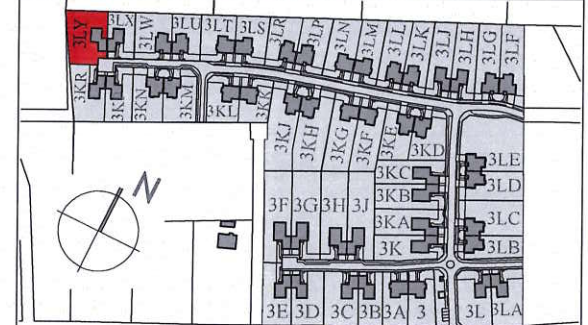 3LY 3LX 3LW 3LU 3LT 3LS 3LR 3LP 3LN 3LM 3LL 3LK 3LJ 3LH 3LG 3LF
3KR 3KN 3KM 3KL 3KK 3KJ 3KH 3KG 3KF 3KE 3KD
3LE
3KC 3LD
3KB
3F 3G 3H 3J 3KA 3LC
3K 3LB
N
3E 3D 3C 3B 3A 3 3L 3LA